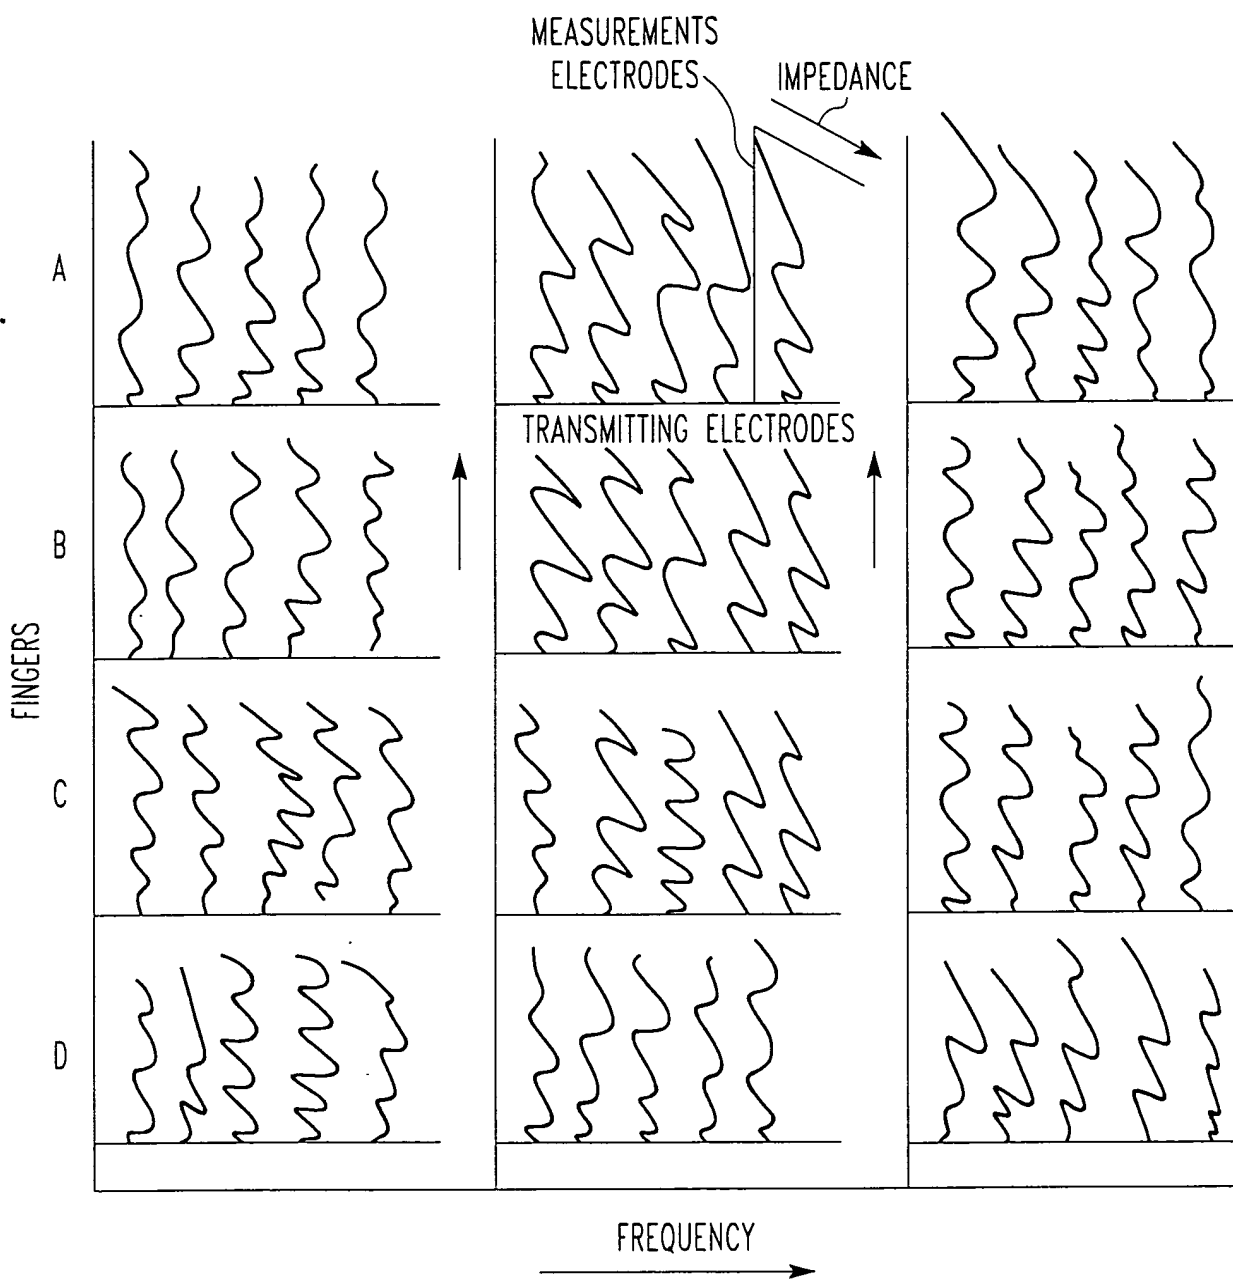 MEASUREMENTS
ELECTRODES
IMPEDANCE
A
TRANSMITTING ELECTRODES
B
FINGERS
C
D
FREQUENCY